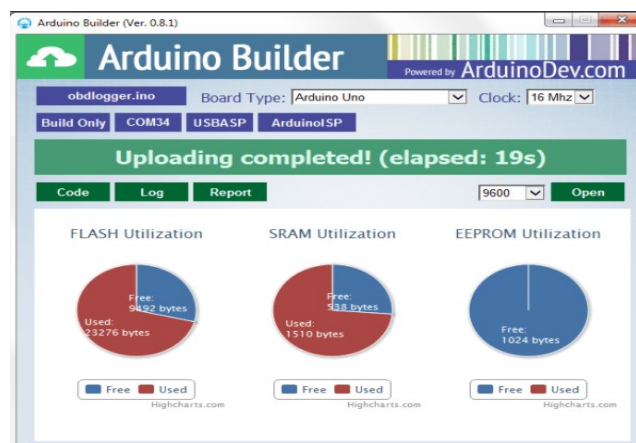 Arduino Builder (Ver. 0.8.1)
Arduino Builder
Powered by ArduinoDev.com
obdlogger.ino Board Type: Arduino Uno Clock: 16 Mhz
Build Only COM34 USBASP ArduinoISP
Uploading completed! (elapsed: 19s)
Code Log Report 9600 Open
FLASH Utilization SRAM Utilization EEPROM Utilization
Free:
9492 bytes
Used:
23276 bytes
Free:
538 bytes
Used:
1510 bytes
Free:
1024 bytes
Free Used Free Used Free Used
Highcharts.com Highcharts.com Highcharts.com